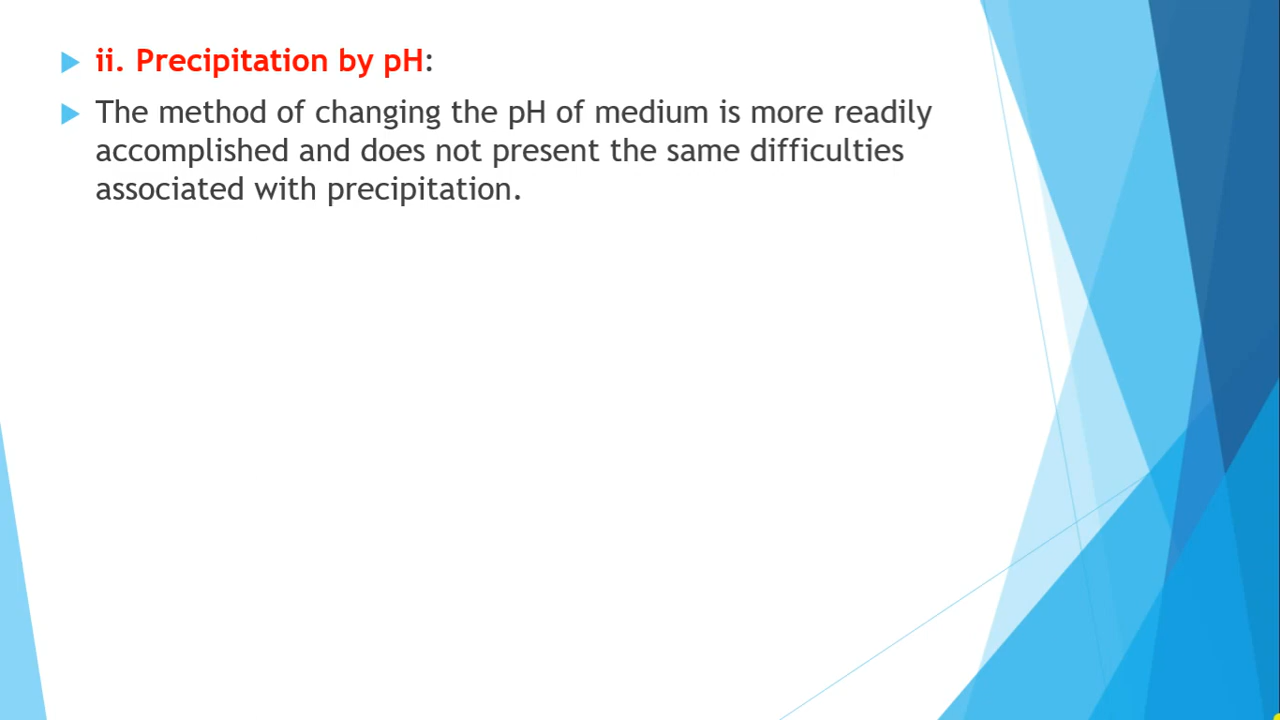 ii. Precipitation by pH:
The method of changing the pH of medium is more readily
accomplished and does not present the same difficulties
associated with precipitation.